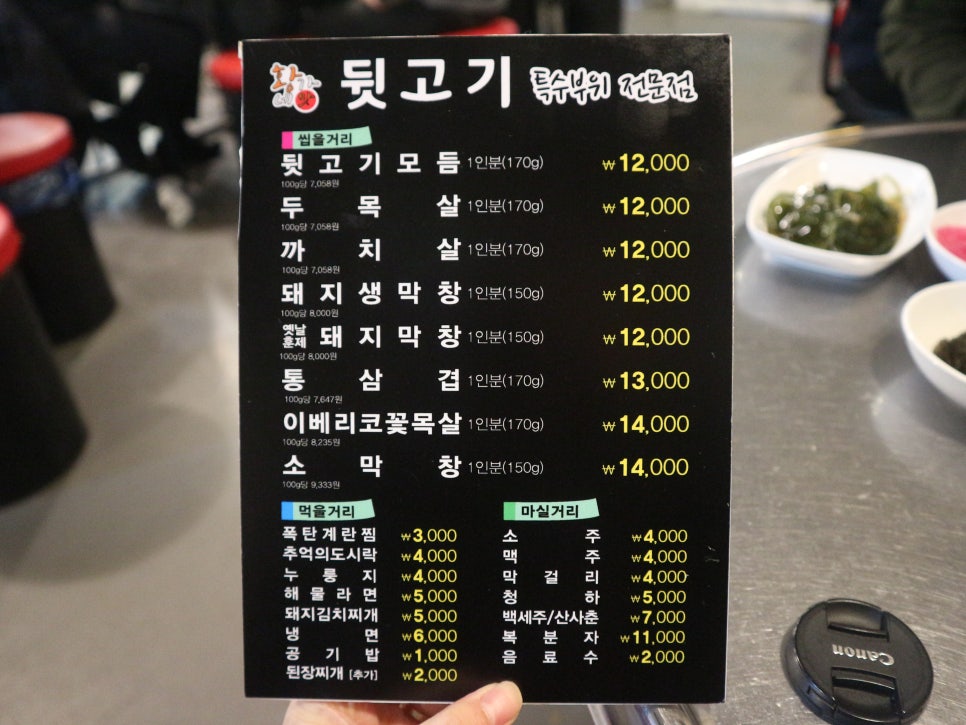 황가네 맛 뒷고기 특수부위 전문점
씹을거리
뒷고기모듬 1인분(170g) ₩12,000
100g당 7,058원
두목살 1인분(170g) ₩12,000
100g당 7,058원
까치살 1인분(170g) ₩12,000
100g당 7,058원
돼지생막창 1인분(150g) ₩12,000
100g당 8,000원
옛날훈제 돼지막창 1인분(150g) ₩12,000
100g당 8,000원
통삼겹 1인분(170g) ₩13,000
100g당 7,647원
이베리코꽃목살 1인분(170g) ₩14,000
100g당 8,235원
소막창 1인분(150g) ₩14,000
100g당 9,333원
먹을거리
폭탄계란찜 ₩3,000
추억의도시락 ₩4,000
누룽지 ₩4,000
해물라면 ₩5,000
돼지김치찌개 ₩5,000
냉면 ₩6,000
공기밥 ₩1,000
된장찌개 [추가] ₩2,000
마실거리
소주 ₩4,000
맥주 ₩4,000
막걸리 ₩4,000
청하 ₩5,000
백세주/산사춘 ₩7,000
복분자 ₩11,000
음료수 ₩2,000
Canon